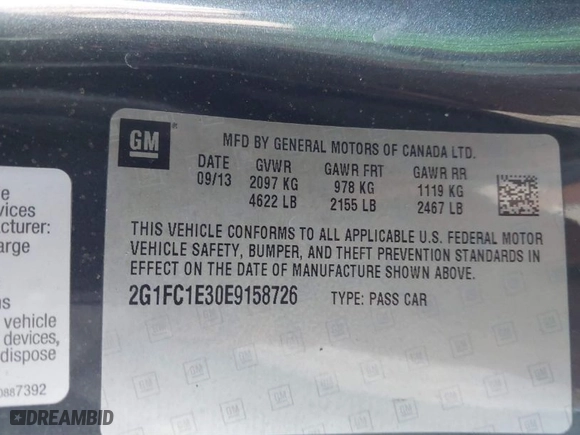 GM
MFD BY GENERAL MOTORS OF CANADA LTD.
DATE GVWR GAWR FRT GAWR RR
09/13 2097 KG 978 KG 1119 KG
4622 LB 2155 LB 2467 LB
THIS VEHICLE CONFORMS TO ALL APPLICABLE U.S. FEDERAL MOTOR
VEHICLE SAFETY, BUMPER, AND THEFT PREVENTION STANDARDS IN
EFFECT ON THE DATE OF MANUFACTURE SHOWN ABOVE.
2G1FC1E30E9158726 TYPE: PASS CAR
vehicle
devices,
dispose
DREAMBID